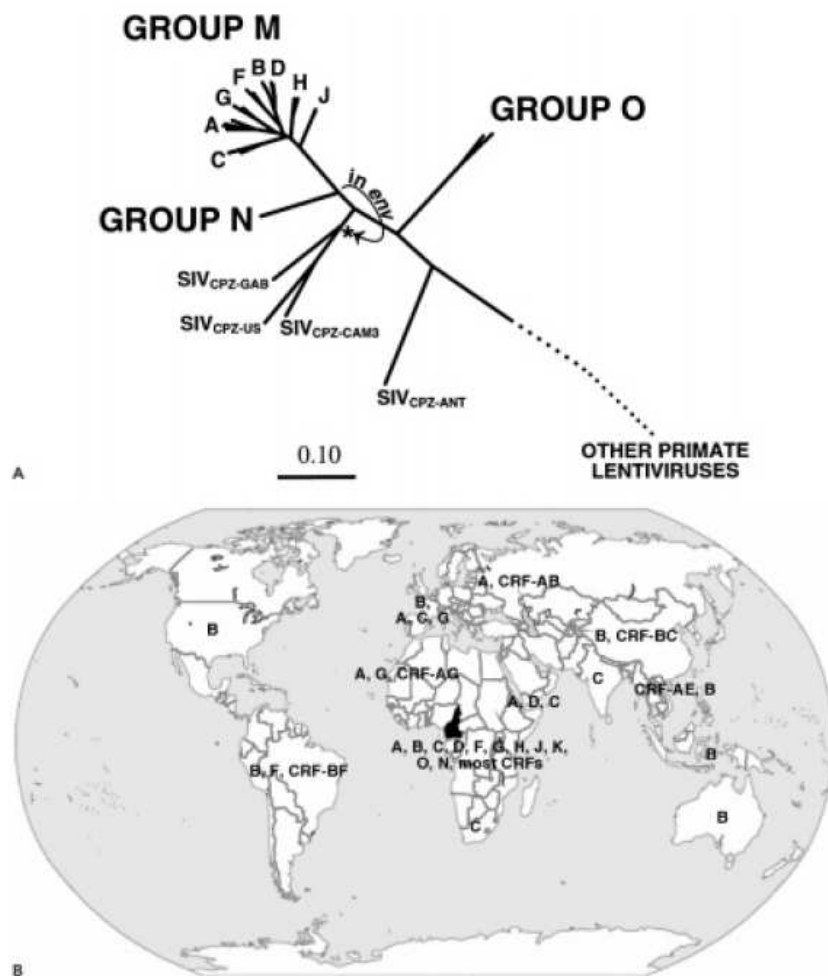 GROUP M
B D
F
H
G
J
A
C
GROUP O
in env
GROUP N
*
SIVCPZ-GAB
SIVCPZ-US
SIVCPZ-CAM3
SIVCPZ-ANT
0.10
OTHER PRIMATE
LENTIVIRUSES
A
A, CRF-AB
B,
A, C, G
B
B, CRF-BC
A, G, CRF-AG
C
CRF-AE, B
A, D, C
A, B, C, D, F, G, H, J, K,
O, N, most CRFs
B
B, F, CRF-BF
C
B
B